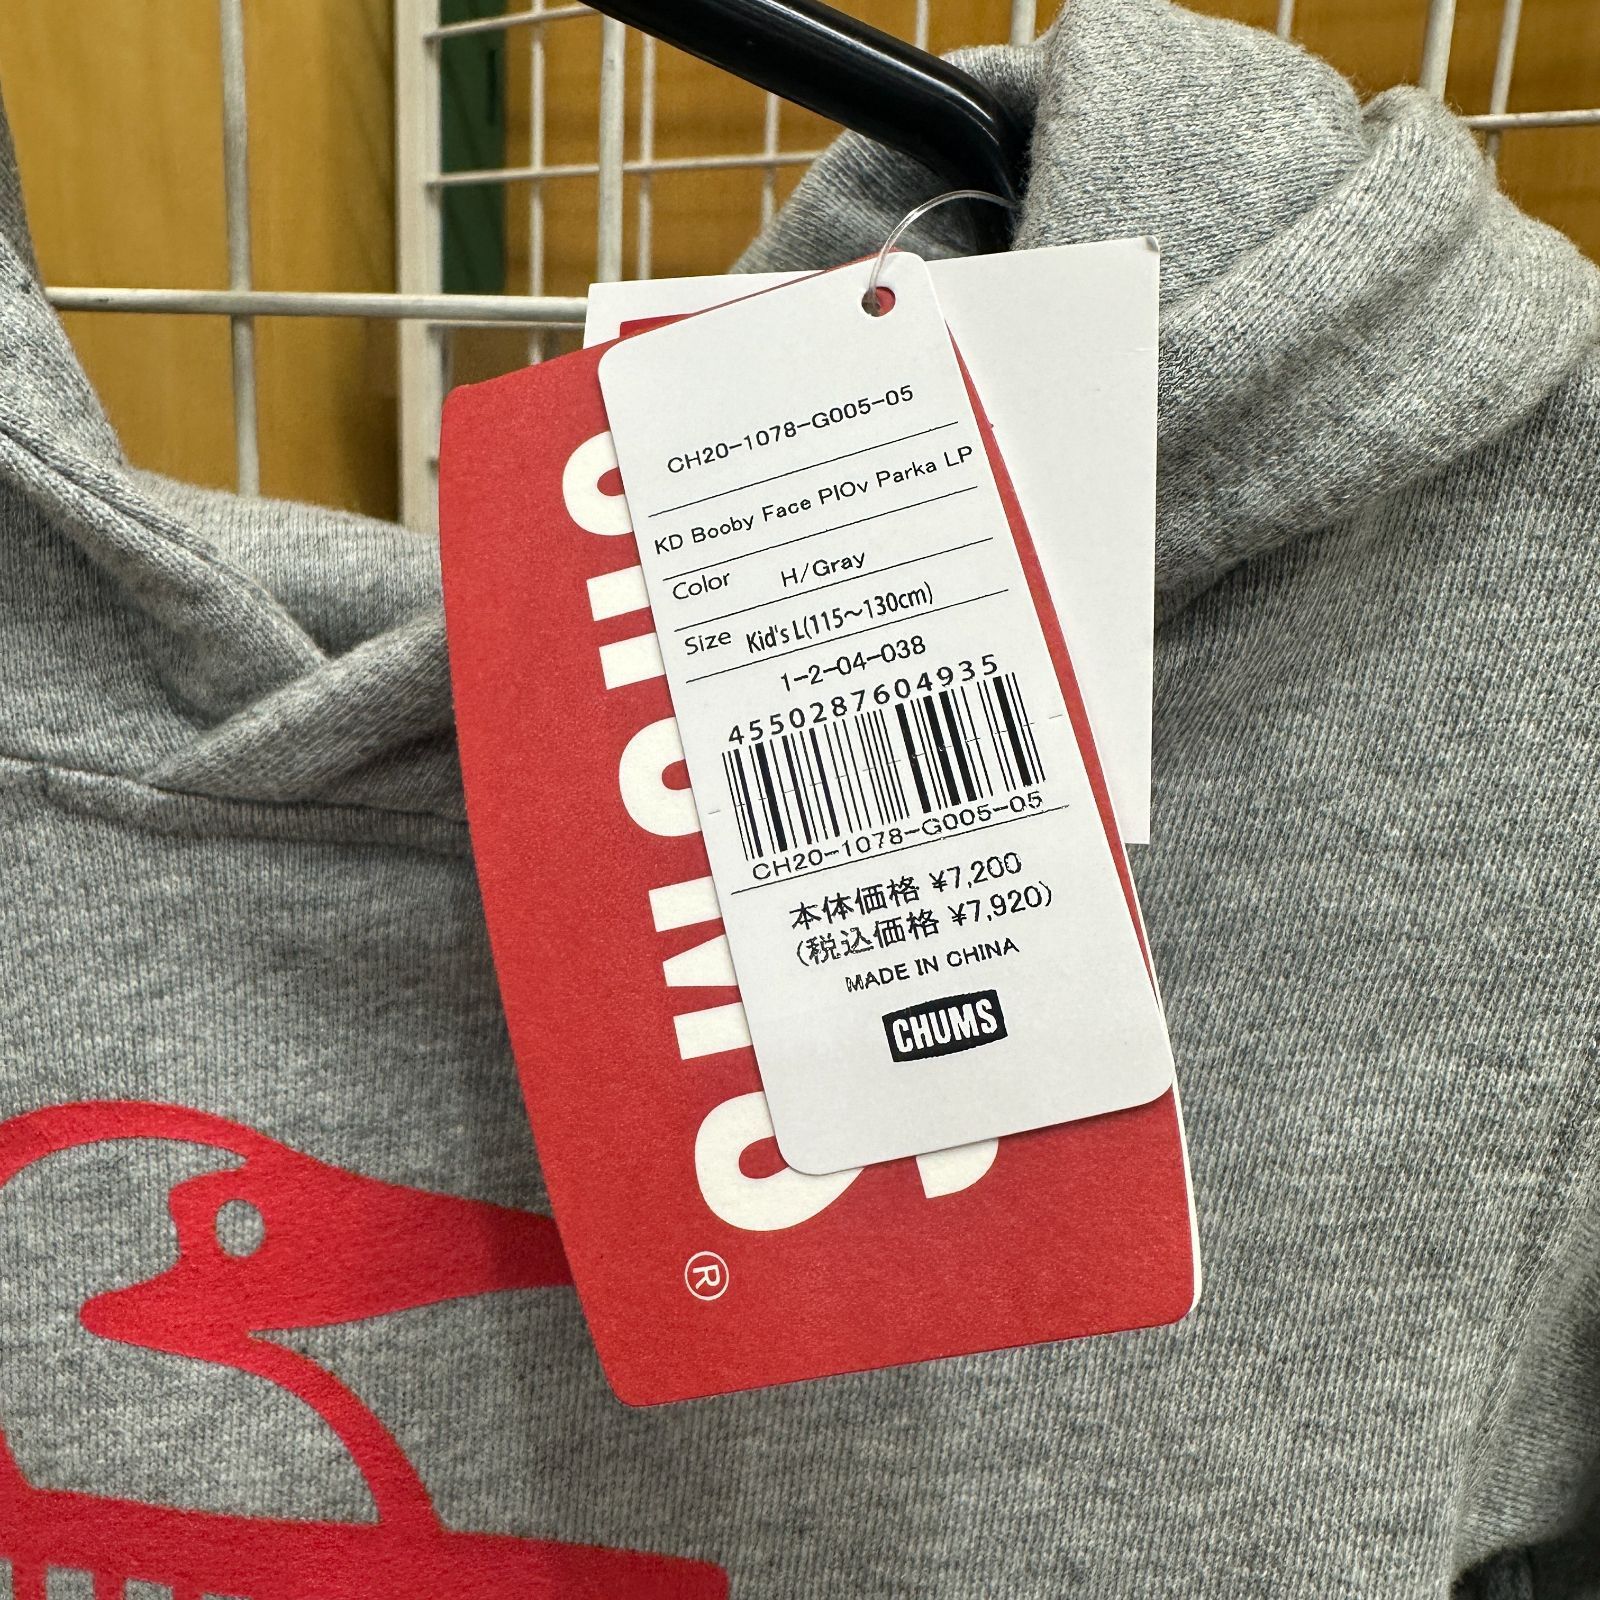 CH20-1078-G005-05
KD Booby Face PlOv Parka LP
Color H/Gray
Size Kid's L(115～130cm)
1-2-04-038
4550287604935
CH20-1078-G005-05
本体価格 ¥7,200
(税込価格 ¥7,920)
MADE IN CHINA
CHUMS
CHUMS
®